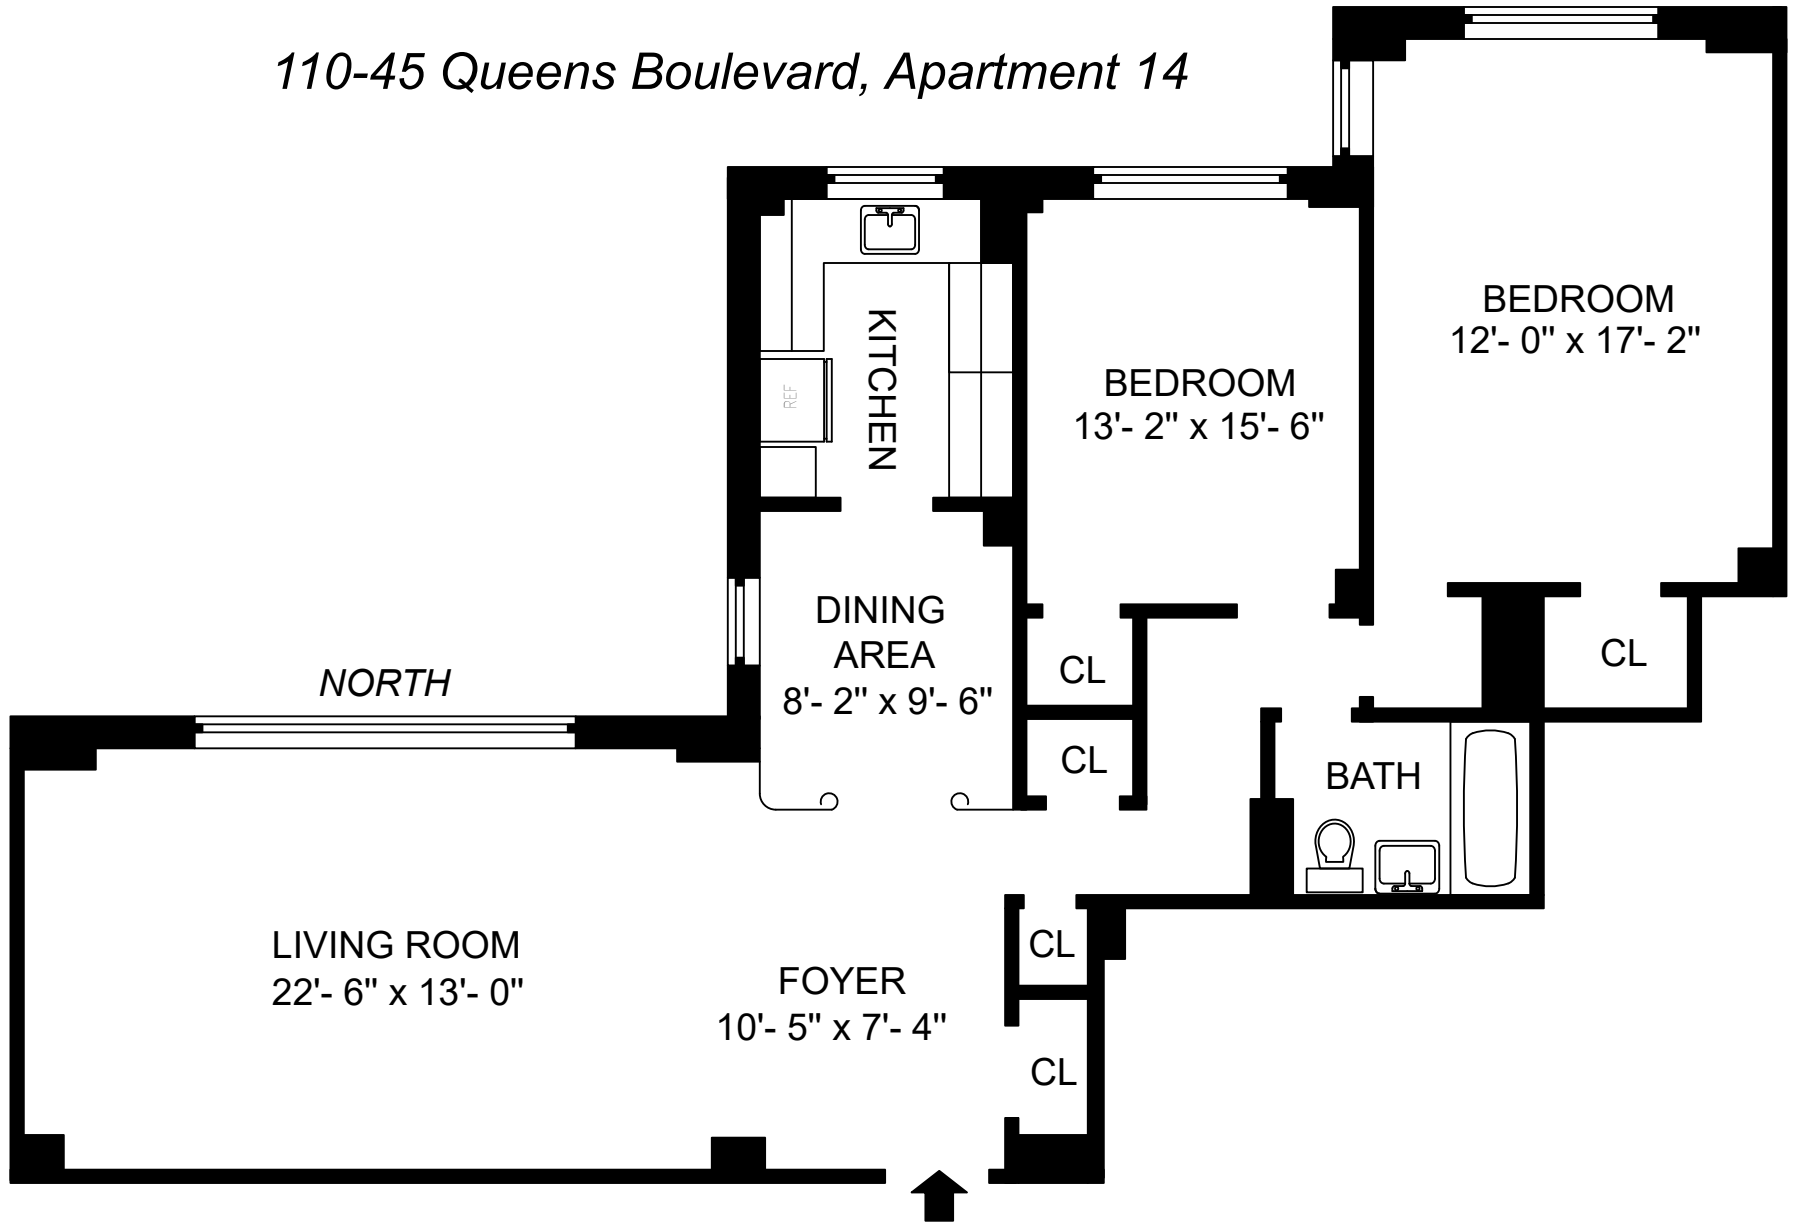 110-45 Queens Boulevard, Apartment 14
BEDROOM
12'- 0" x 17'- 2"
KITCHEN
REF
BEDROOM
13'- 2" x 15'- 6"
DINING
AREA
8'- 2" x 9'- 6"
CL
CL
NORTH
CL
BATH
LIVING ROOM
22'- 6" x 13'- 0"
FOYER
10'- 5" x 7'- 4"
CL
CL